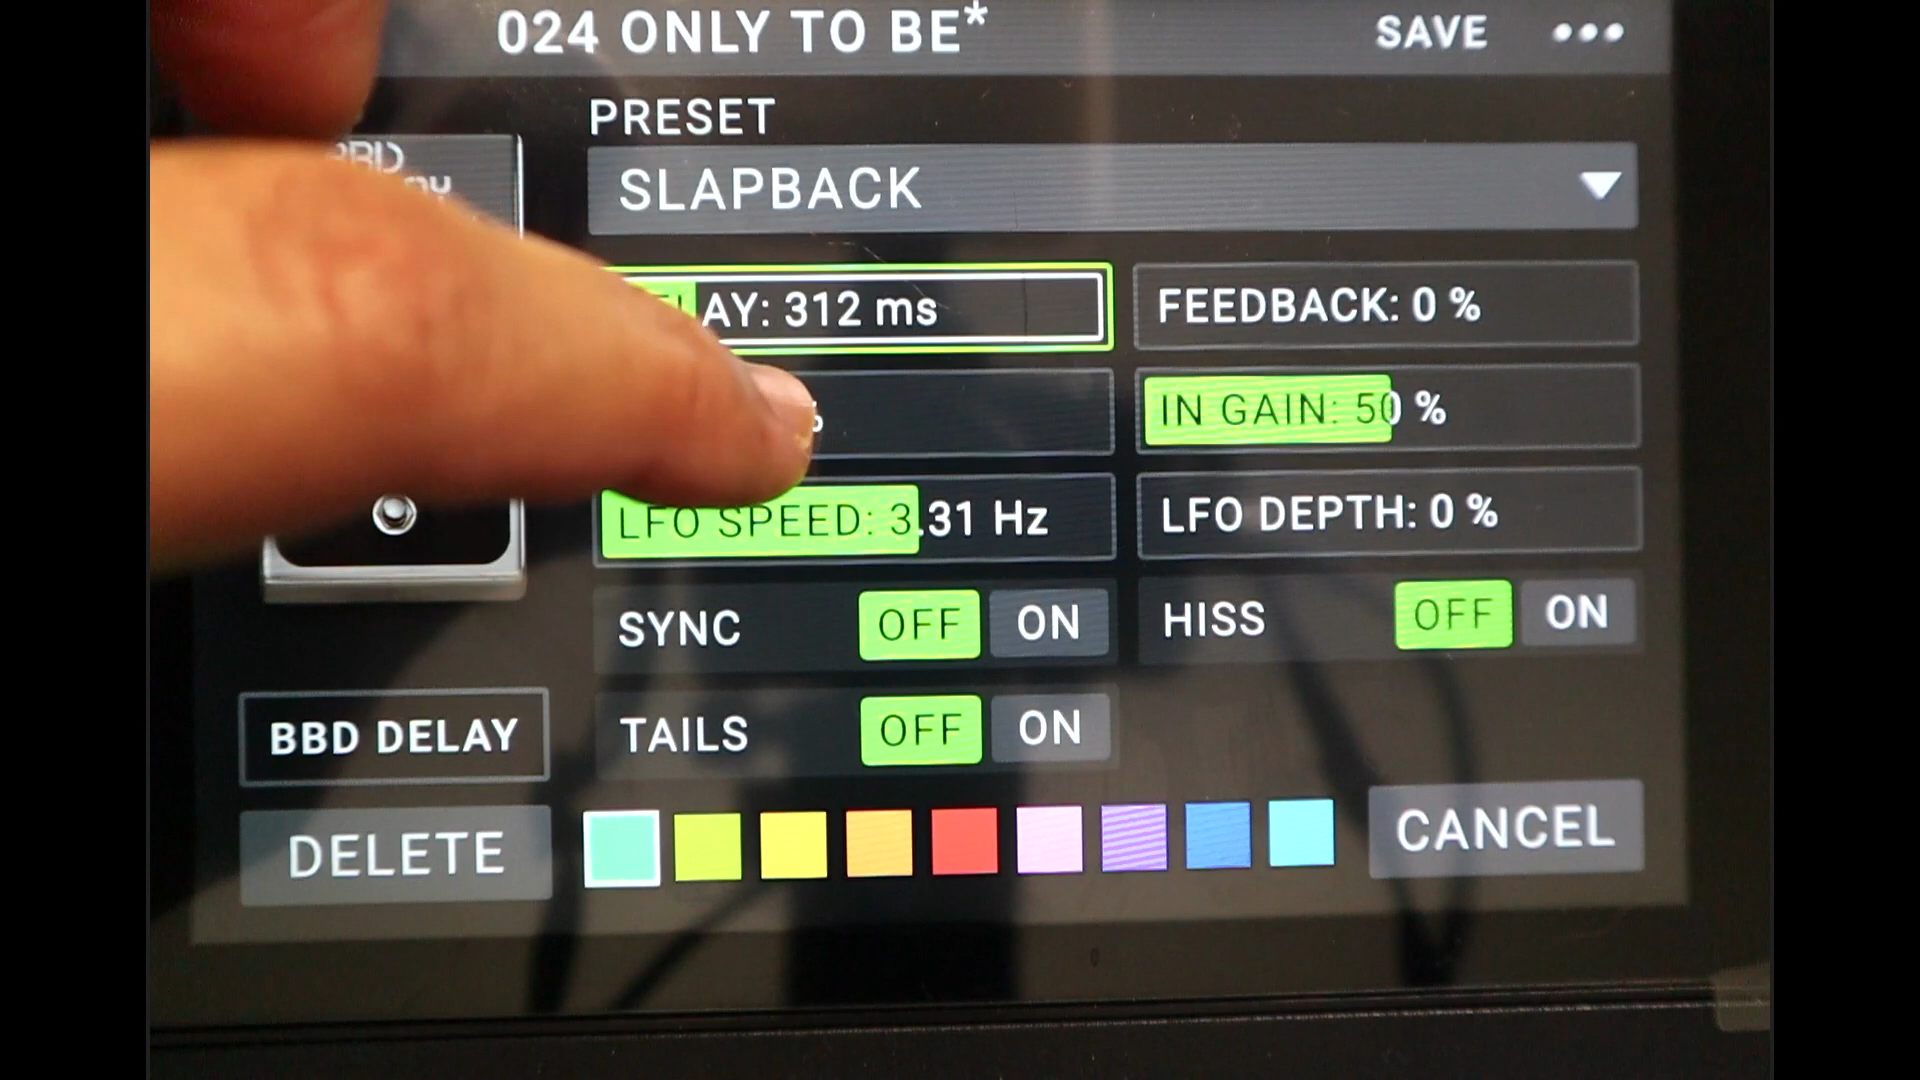 024 ONLY TO BE*
SAVE
PRESET
SLAPBACK
DELAY: 312 ms
FEEDBACK: 0 %
%
IN GAIN: 50 %
LFO SPEED: 3.31 Hz
LFO DEPTH: 0 %
SYNC OFF ON
HISS OFF ON
TAILS OFF ON
BBD DELAY
DELETE
CANCEL